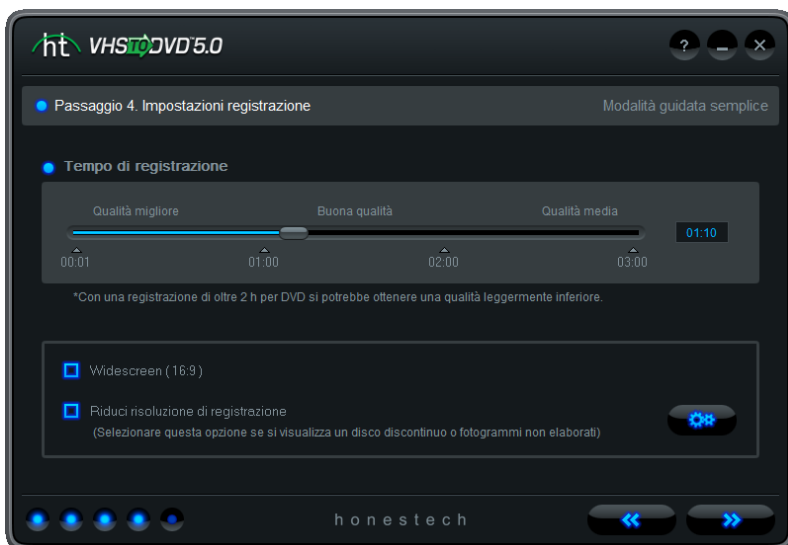 ht VHS TO DVD™ 5.0
?
Passaggio 4. Impostazioni registrazione
Modalità guidata semplice
Tempo di registrazione
Qualità migliore Buona qualità Qualità media
01:10
00:01 01:00 02:00 03:00
*Con una registrazione di oltre 2 h per DVD si potrebbe ottenere una qualità leggermente inferiore.
Widescreen ( 16:9 )
Riduci risoluzione di registrazione
(Selezionare questa opzione se si visualizza un disco discontinuo o fotogrammi non elaborati)
honestech